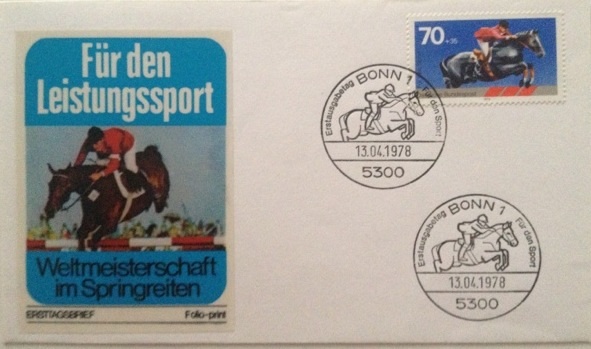 Für den
Leistungssport
Weltmeisterschaft
im Springreiten
ERSTTAGSBRIEF Folio-print
70 +35
Erstausgabetag BONN 1 Für den Sport
13.04.1978
5300
Erstausgabetag BONN 1 Für den Sport
13.04.1978
5300